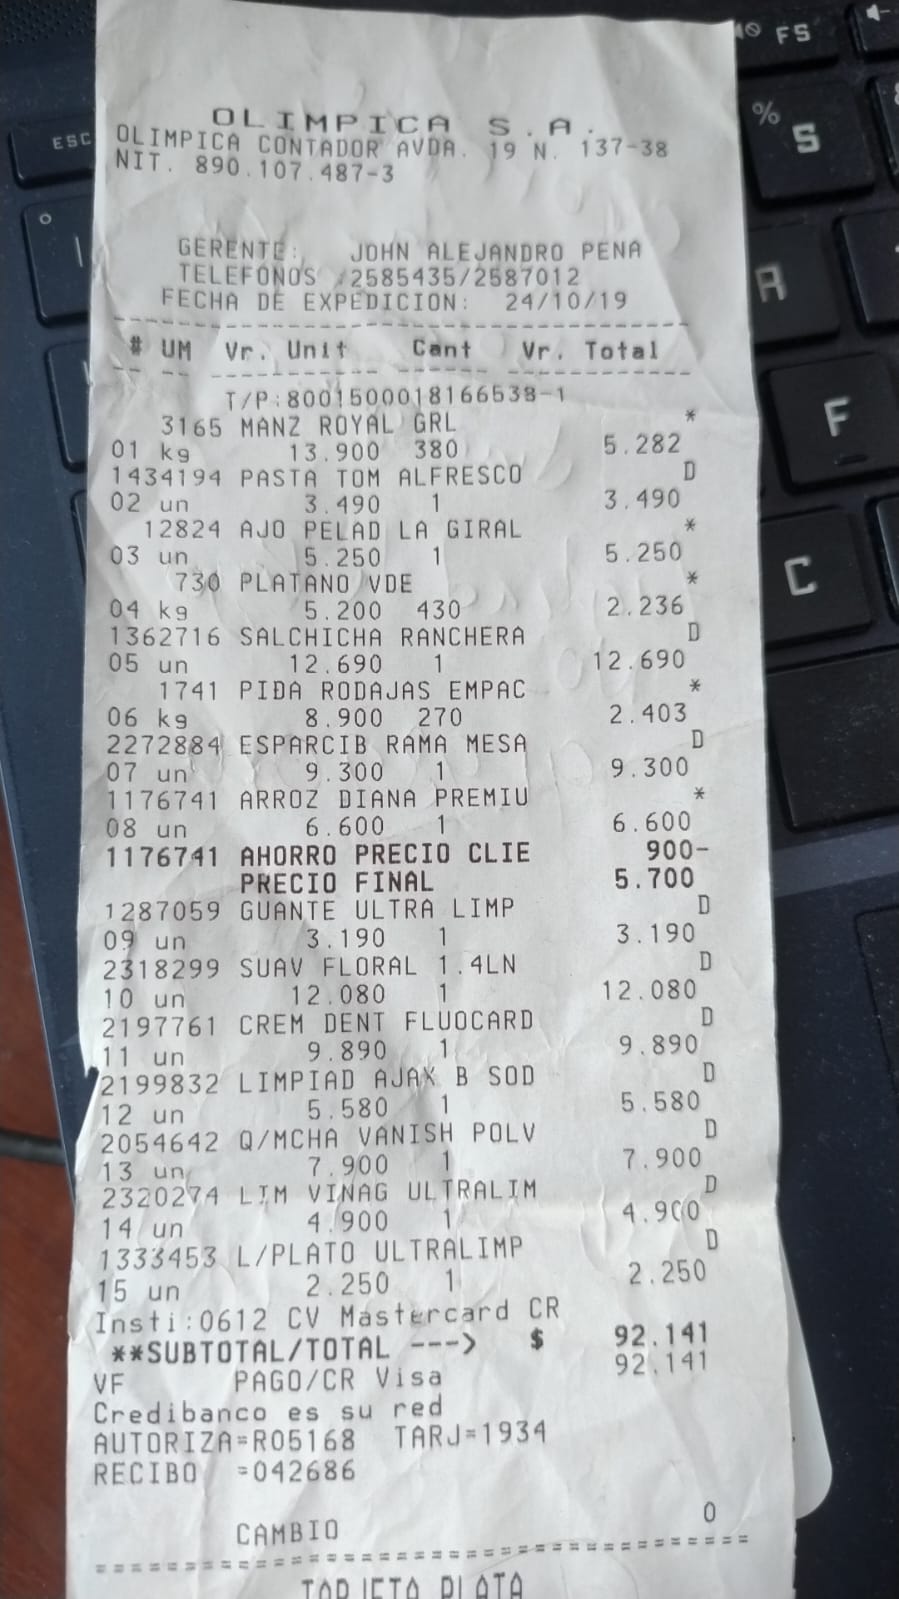 OLIMPICA S.A.
OLIMPICA CONTADOR AVDA. 19 N. 137-38
NIT. 890.107.487-3
GERENTE: JOHN ALEJANDRO PENA
TELEFONOS :2585435/2587012
FECHA DE EXPEDICION: 24/10/19
# UM Vr. Unit Cant Vr. Total
T/P:8001500018166538-1
3165 MANZ ROYAL GRL *
01 kg 13.900 380 5.282
1434194 PASTA TOM ALFRESCO D
02 un 3.490 1 3.490
12824 AJO PELAD LA GIRAL *
03 un 5.250 1 5.250
730 PLATANO VDE *
04 kg 5.200 430 2.236
1362716 SALCHICHA RANCHERA D
05 un 12.690 1 12.690
1741 PIÐA RODAJAS EMPAC *
06 kg 8.900 270 2.403
2272884 ESPARCIB RAMA MESA D
07 un 9.300 1 9.300
1176741 ARROZ DIANA PREMIU *
08 un 6.600 1 6.600
1176741 AHORRO PRECIO CLIE 900-
PRECIO FINAL 5.700
1287059 GUANTE ULTRA LIMP D
09 un 3.190 1 3.190
2318299 SUAV FLORAL 1.4LN D
10 un 12.080 1 12.080
2197761 CREM DENT FLUOCARD D
11 un 9.890 1 9.890
2199832 LIMPIAD AJAX B SOD D
12 un 5.580 1 5.580
2054642 Q/MCHA VANISH POLV D
13 un 7.900 1 7.900
2320274 LIM VINAG ULTRALIM D
14 un 4.900 1 4.900
1333453 L/PLATO ULTRALIMP D
15 un 2.250 1 2.250
Insti:0612 CV Mastercard CR
**SUBTOTAL/TOTAL ---> $ 92.141
VF PAGO/CR Visa 92.141
Credibanco es su red
AUTORIZA=R05168 TARJ=1934
RECIBO =042686
CAMBIO 0
TARJETA PLATA
ESC
FS
%
S
R
F
C